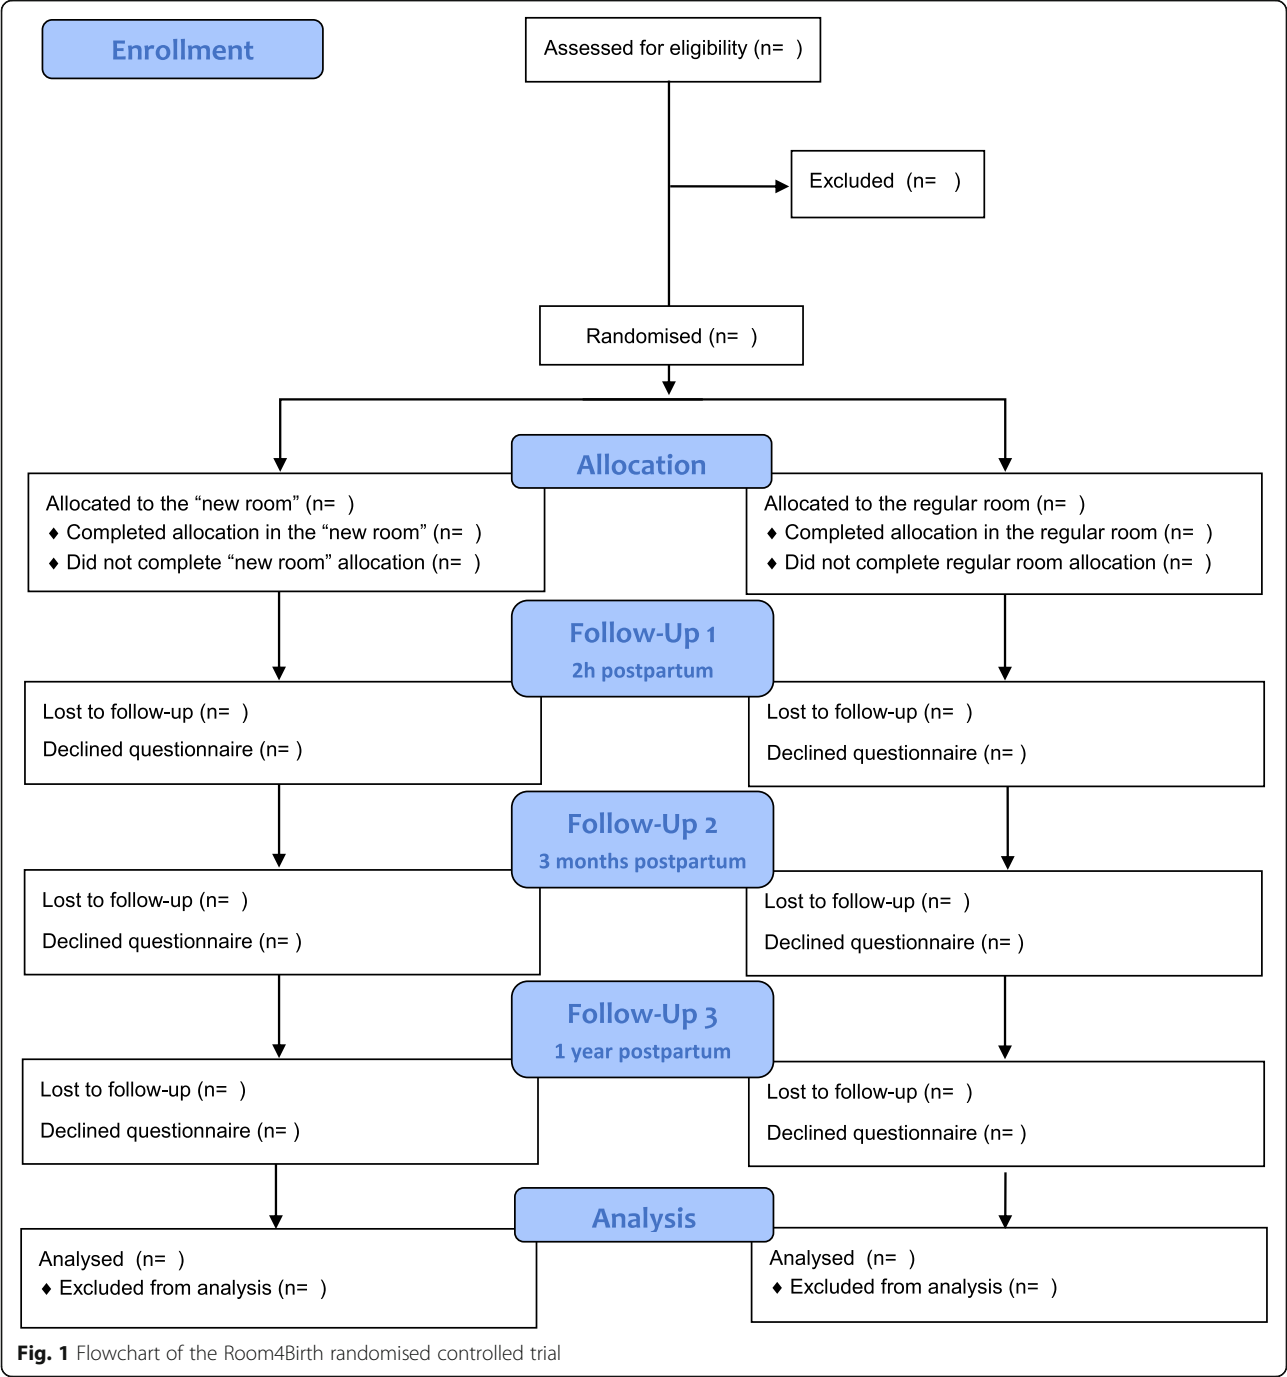 Enrollment
Assessed for eligibility (n=  )
Excluded  (n=   )
Randomised (n=  )
Allocation
Allocated to the “new room” (n=  )
♦ Completed allocation in the “new room” (n=  )
♦ Did not complete “new room” allocation (n=  )
Allocated to the regular room (n=  )
♦ Completed allocation in the regular room (n=  )
♦ Did not complete regular room allocation (n=  )
Follow-Up 1
2h postpartum
Lost to follow-up (n=  )
Declined questionnaire (n= )
Lost to follow-up (n=  )
Declined questionnaire (n= )
Follow-Up 2
3 months postpartum
Lost to follow-up (n=  )
Declined questionnaire (n= )
Lost to follow-up (n=  )
Declined questionnaire (n= )
Follow-Up 3
1 year postpartum
Lost to follow-up (n=  )
Declined questionnaire (n= )
Lost to follow-up (n=  )
Declined questionnaire (n= )
Analysis
Analysed  (n=  )
♦ Excluded from analysis (n=  )
Analysed  (n=  )
♦ Excluded from analysis (n=  )
Fig. 1 Flowchart of the Room4Birth randomised controlled trial